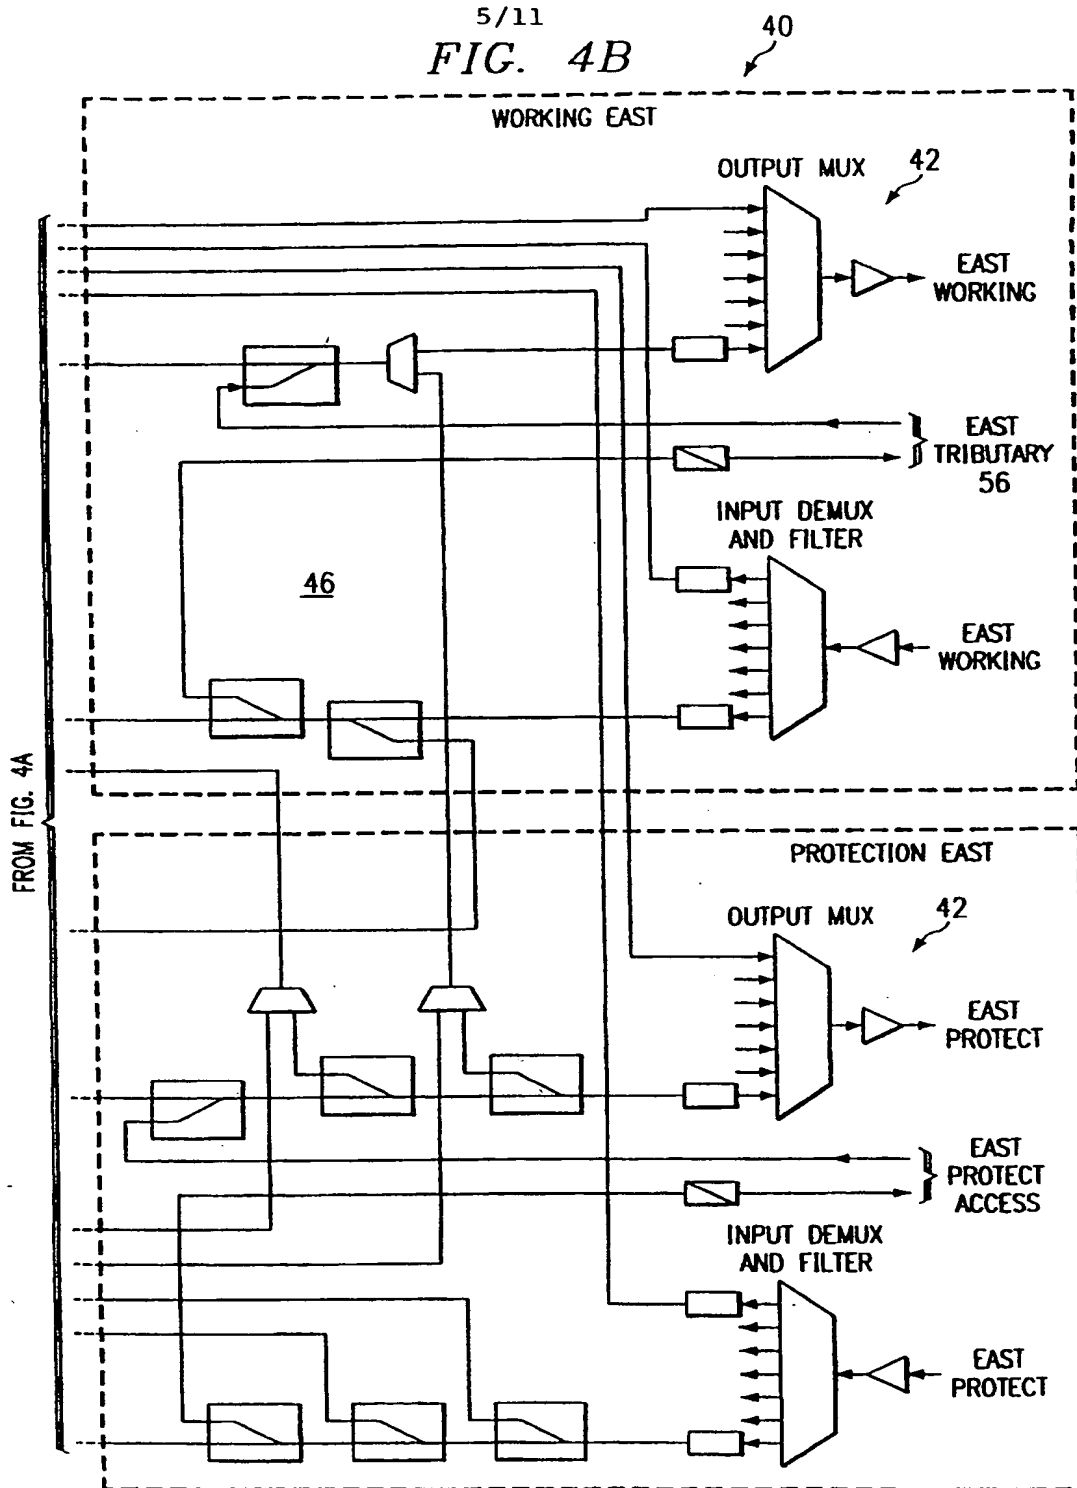 5/11
FIG. 4B
40
WORKING EAST
OUTPUT MUX
42
EAST
WORKING
EAST
TRIBUTARY
56
INPUT DEMUX
AND FILTER
46
EAST
WORKING
FROM FIG. 4A
PROTECTION EAST
OUTPUT MUX
42
EAST
PROTECT
EAST
PROTECT
ACCESS
INPUT DEMUX
AND FILTER
EAST
PROTECT